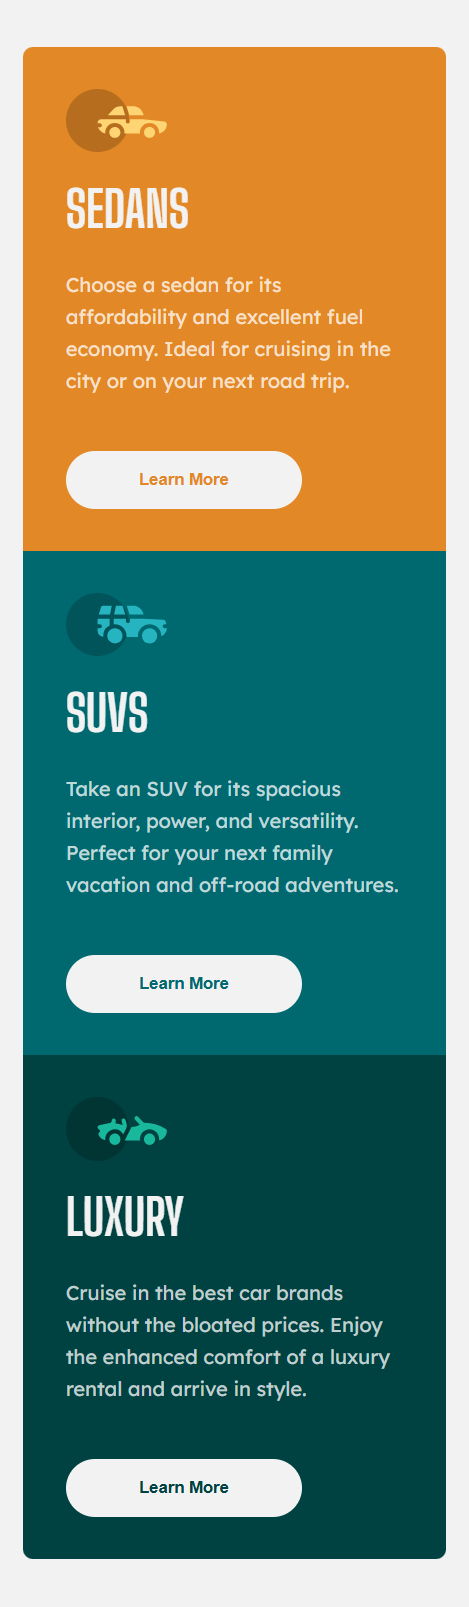 SEDANS
Choose a sedan for its
affordability and excellent fuel
economy. Ideal for cruising in the
city or on your next road trip.
Learn More
SUVS
Take an SUV for its spacious
interior, power, and versatility.
Perfect for your next family
vacation and off-road adventures.
Learn More
LUXURY
Cruise in the best car brands
without the bloated prices. Enjoy
the enhanced comfort of a luxury
rental and arrive in style.
Learn More